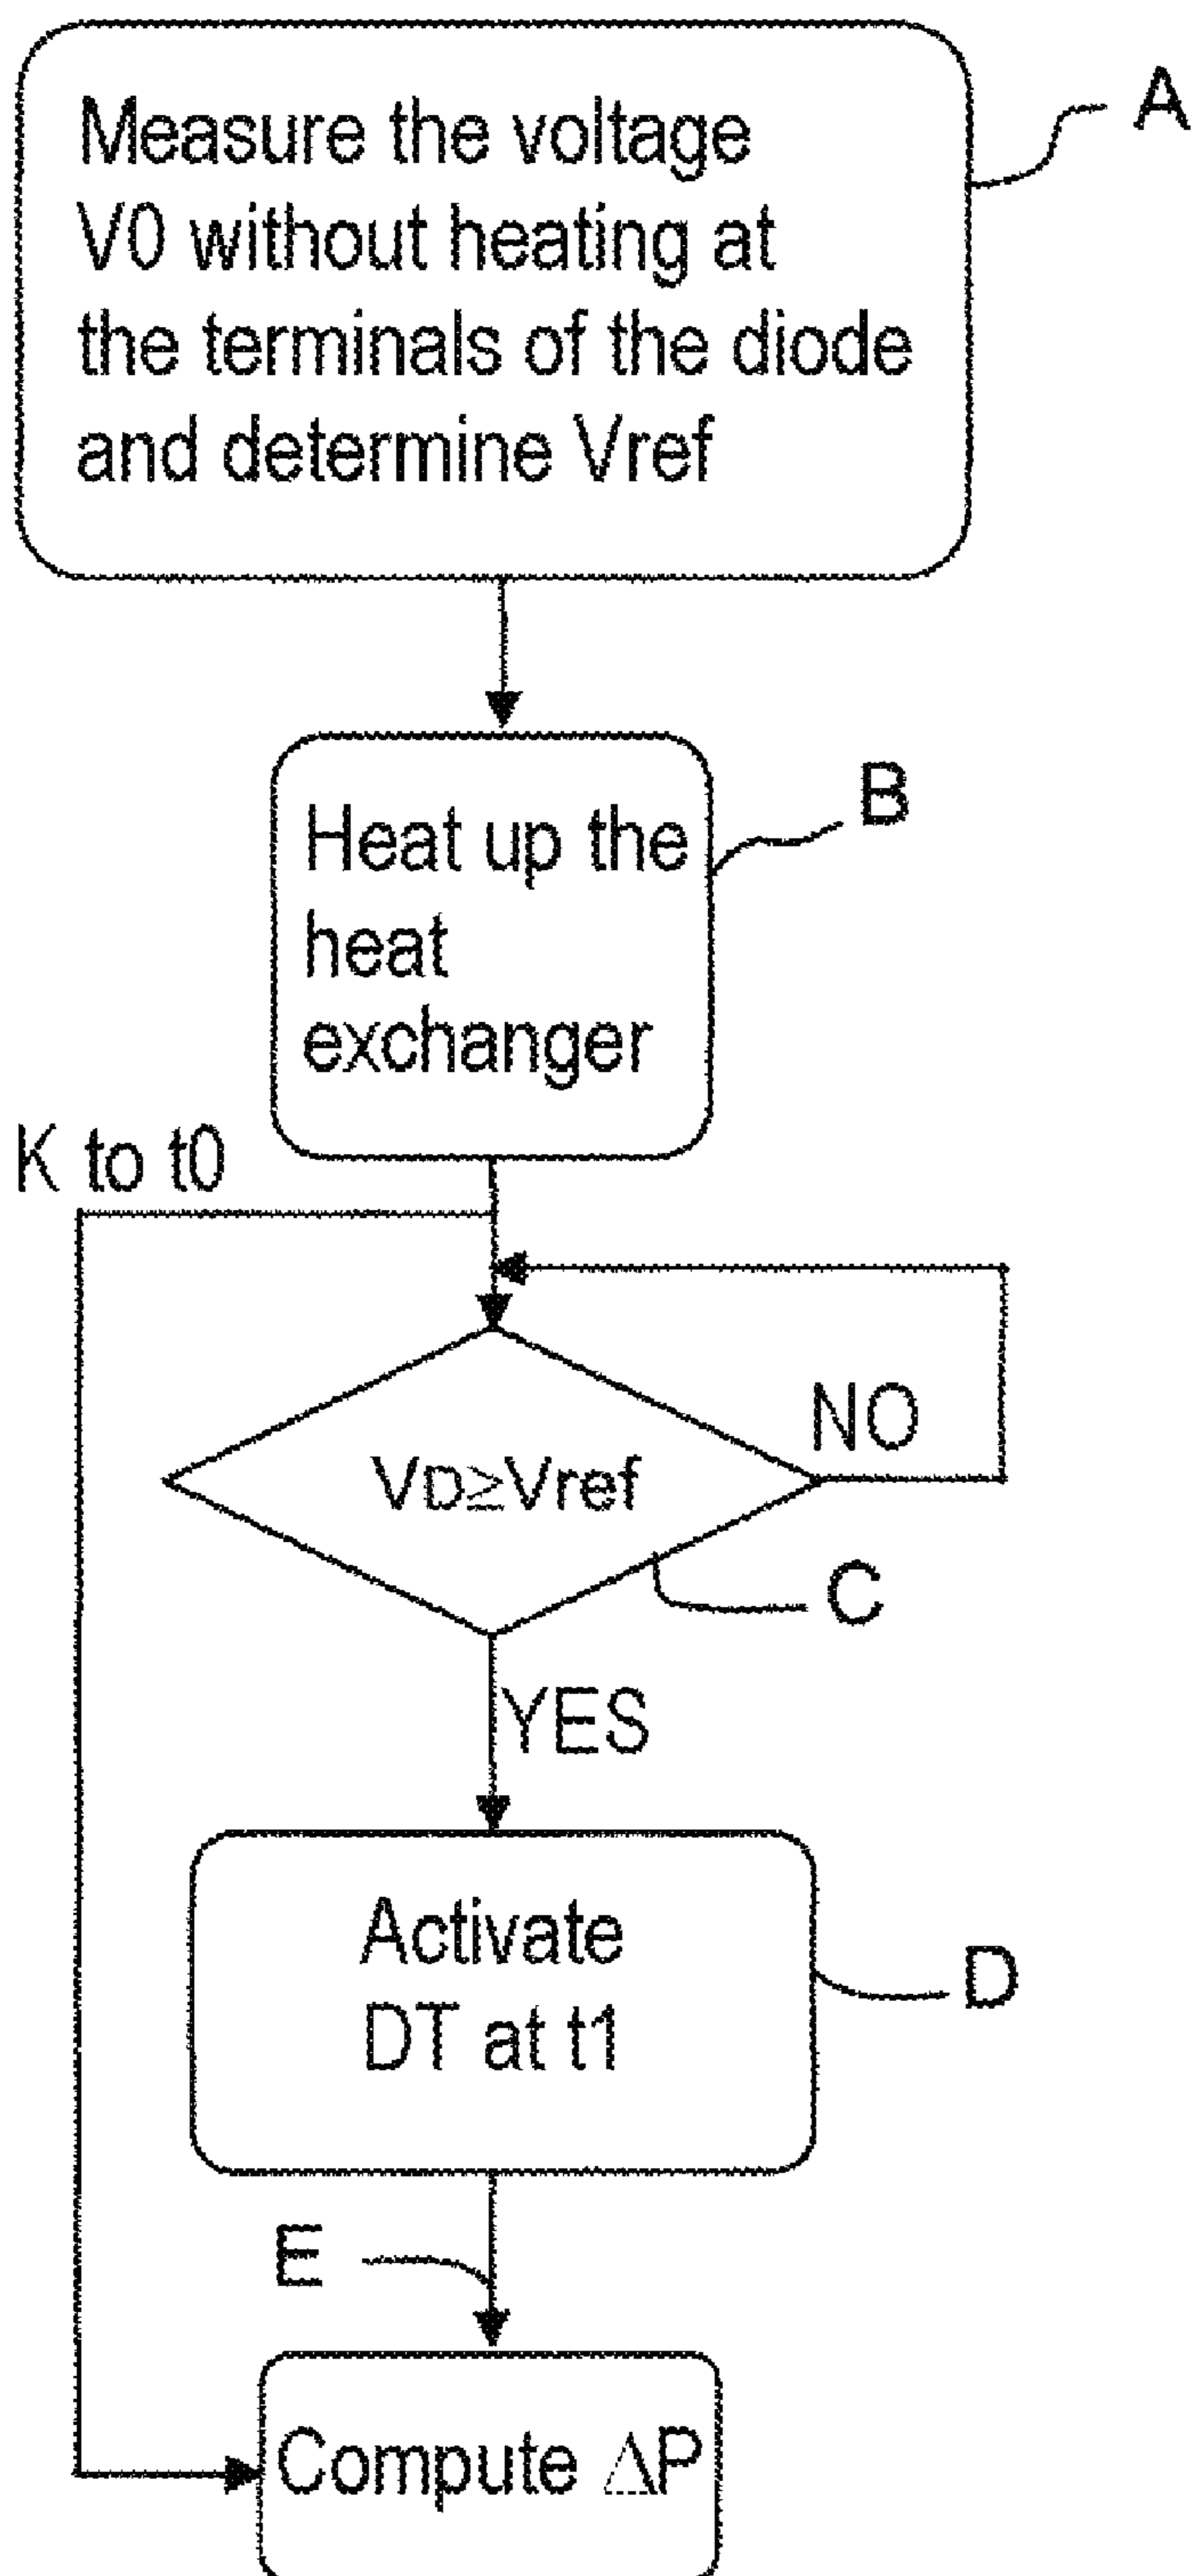 A
Measure the voltage
V0 without heating at
the terminals of the diode
and determine Vref
B
Heat up the
heat
exchanger
K to t0
NO
VD≥Vref
C
YES
Activate
DT at t1
D
E
Compute ΔP